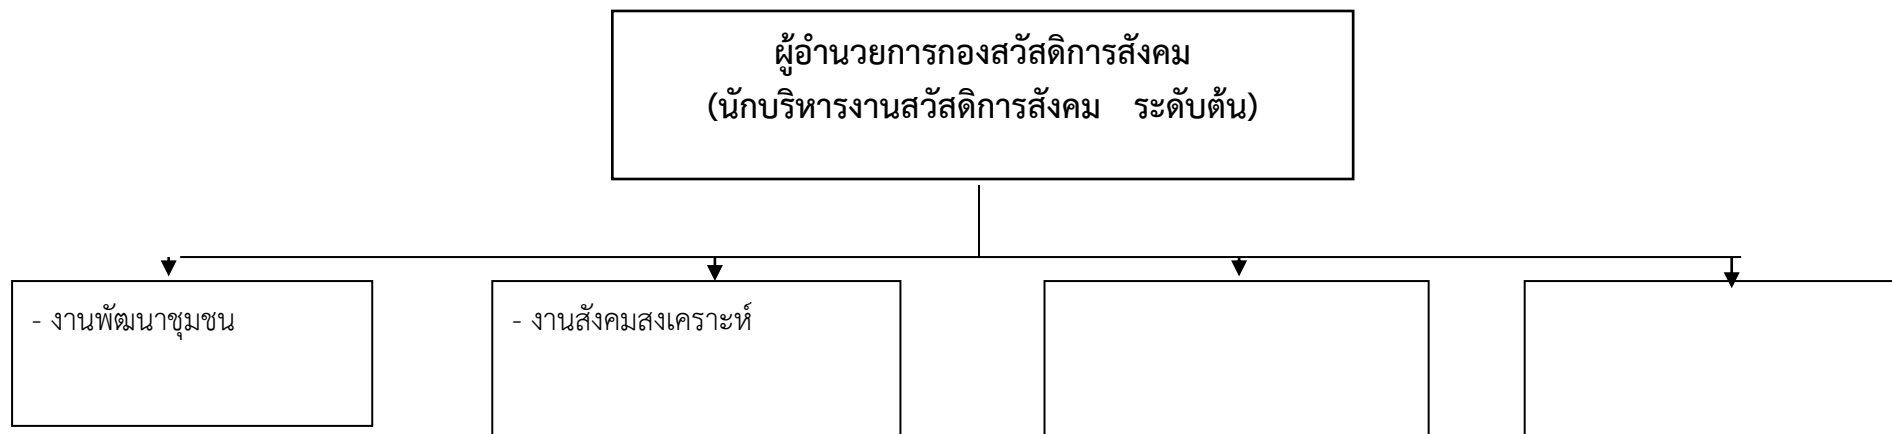 ผู้อำนวยการกองสวัสดิการสังคม
(นักบริหารงานสวัสดิการสังคม ระดับต้น)
- งานพัฒนาชุมชน
- งานสังคมสงเคราะห์